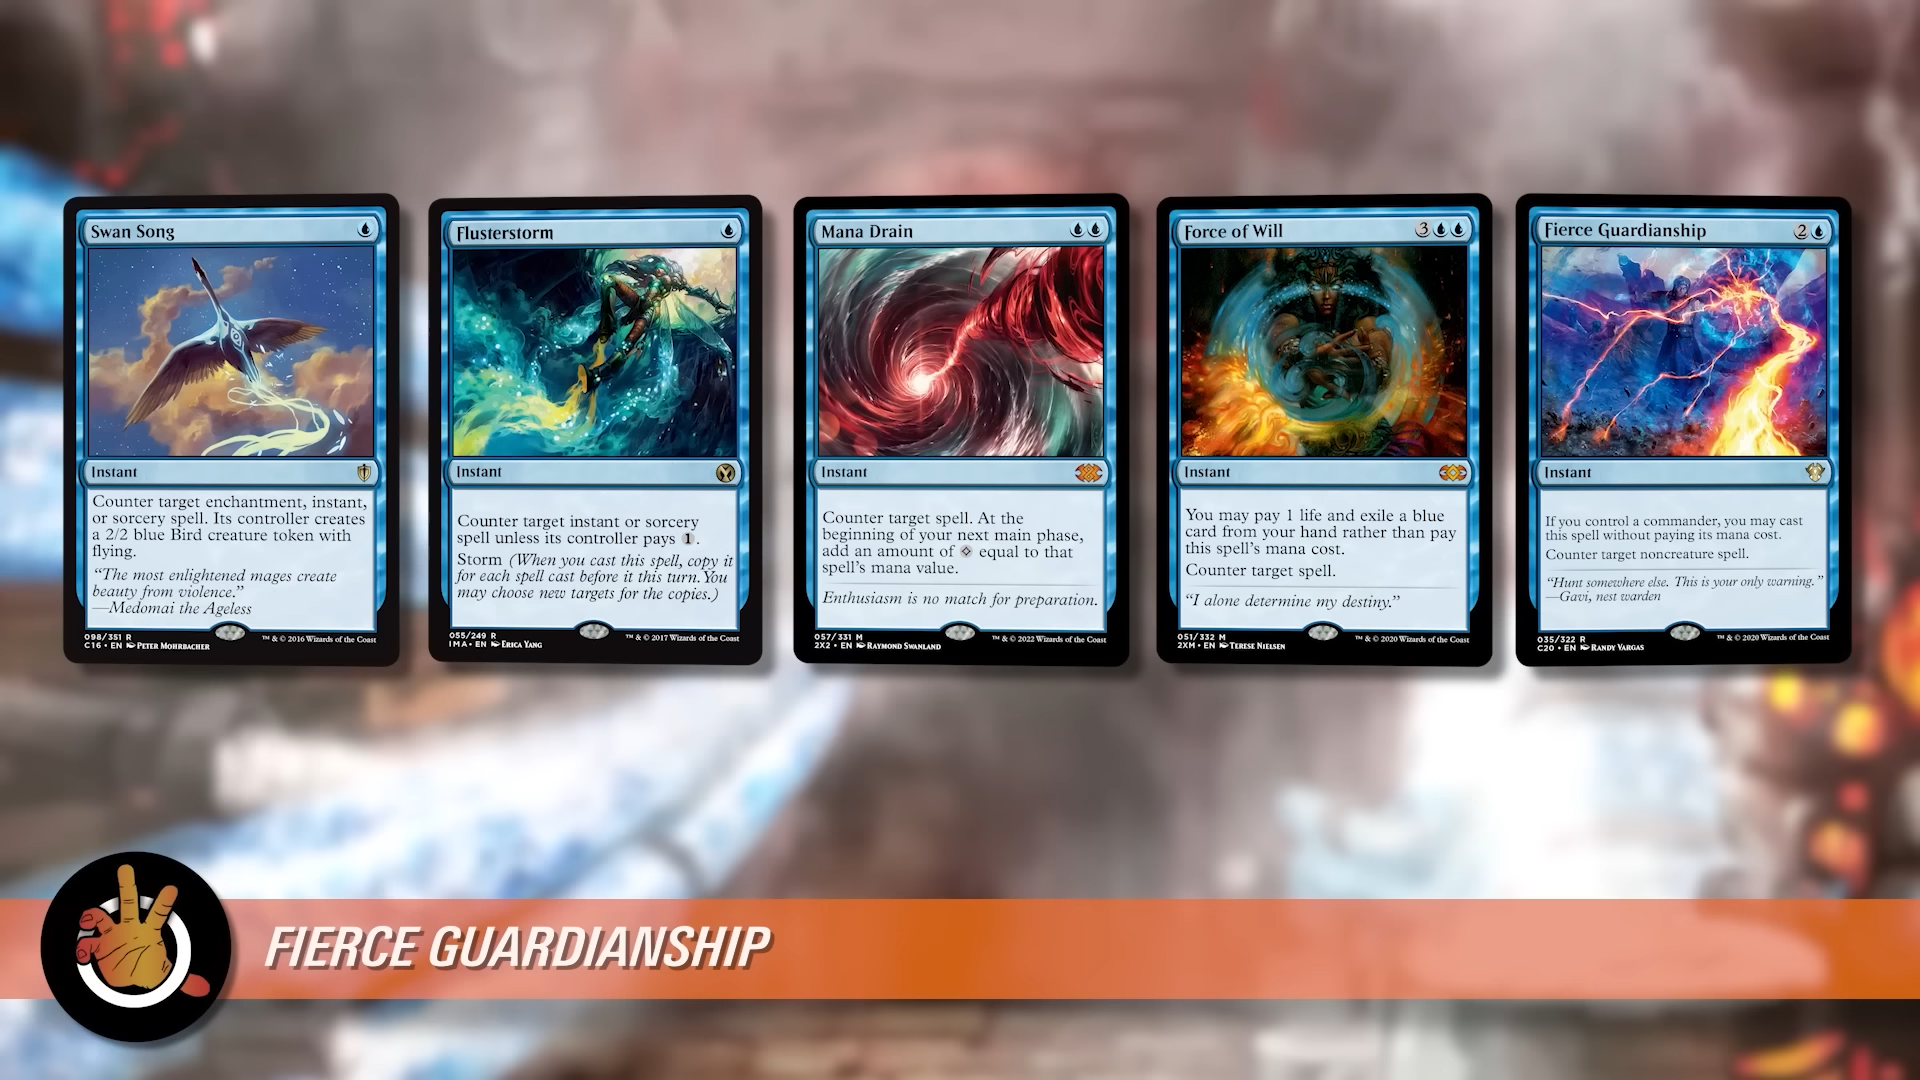 Swan Song
Instant
Counter target enchantment, instant,
or sorcery spell. Its controller creates
a 2/2 blue Bird creature token with
flying.
“The most enlightened mages create
beauty from violence.”
—Medomai the Ageless
098/351 R
C16 • EN PETER MOHRBACHER
™ & © 2016 Wizards of the Coast
Flusterstorm
Instant
Counter target instant or sorcery
spell unless its controller pays 1.
Storm (When you cast this spell, copy it
for each spell cast before it this turn. You
may choose new targets for the copies.)
055/249 R
IMA • EN ERICA YANG
™ & © 2017 Wizards of the Coast
Mana Drain
Instant
Counter target spell. At the
beginning of your next main phase,
add an amount of equal to that
spell’s mana value.
Enthusiasm is no match for preparation.
057/331 M
2X2 • EN RAYMOND SWANLAND
™ & © 2022 Wizards of the Coast
Force of Will
3
Instant
You may pay 1 life and exile a blue
card from your hand rather than pay
this spell’s mana cost.
Counter target spell.
“I alone determine my destiny.”
051/332 M
2XM • EN TERESE NIELSEN
™ & © 2020 Wizards of the Coast
Fierce Guardianship
2
Instant
If you control a commander, you may cast
this spell without paying its mana cost.
Counter target noncreature spell.
“Hunt somewhere else. This is your only warning.”
—Gavi, nest warden
035/322 R
C20 • EN RANDY VARGAS
™ & © 2020 Wizards of the Coast
FIERCE GUARDIANSHIP